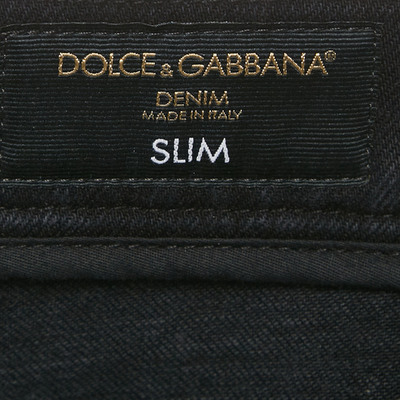 DOLCE & GABBANA®
DENIM
MADE IN ITALY
SLIM